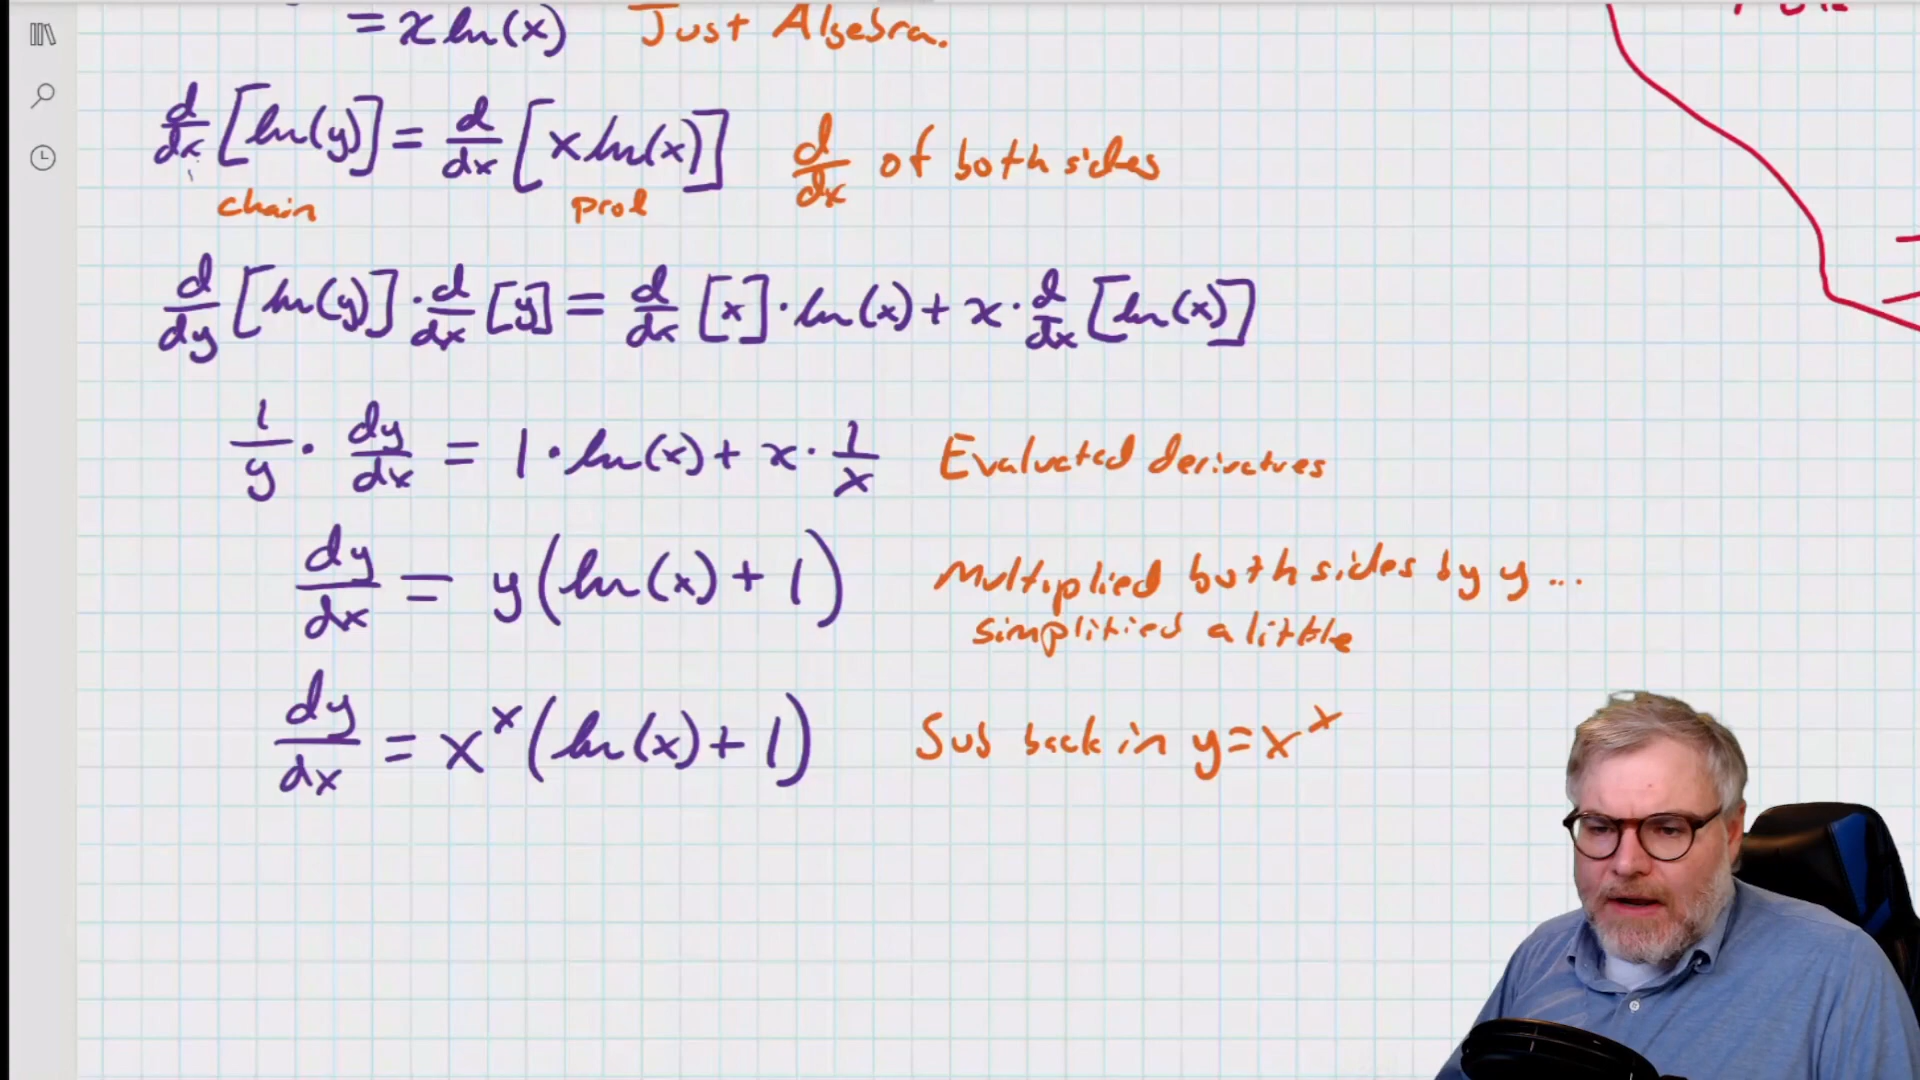 = x ln(x) Just Algebra.
d/dx [ln(y)] = d/dx [x ln(x)] d/dx of both sides
chain prod
d/dy [ln(y)] · d/dx [y] = d/dx [x] · ln(x) + x · d/dx [ln(x)]
1/y · dy/dx = 1 · ln(x) + x · 1/x Evaluated derivatives
dy/dx = y(ln(x) + 1) Multiplied both sides by y ...
simplified a little
dy/dx = x^x (ln(x) + 1) Sub back in y = x^x